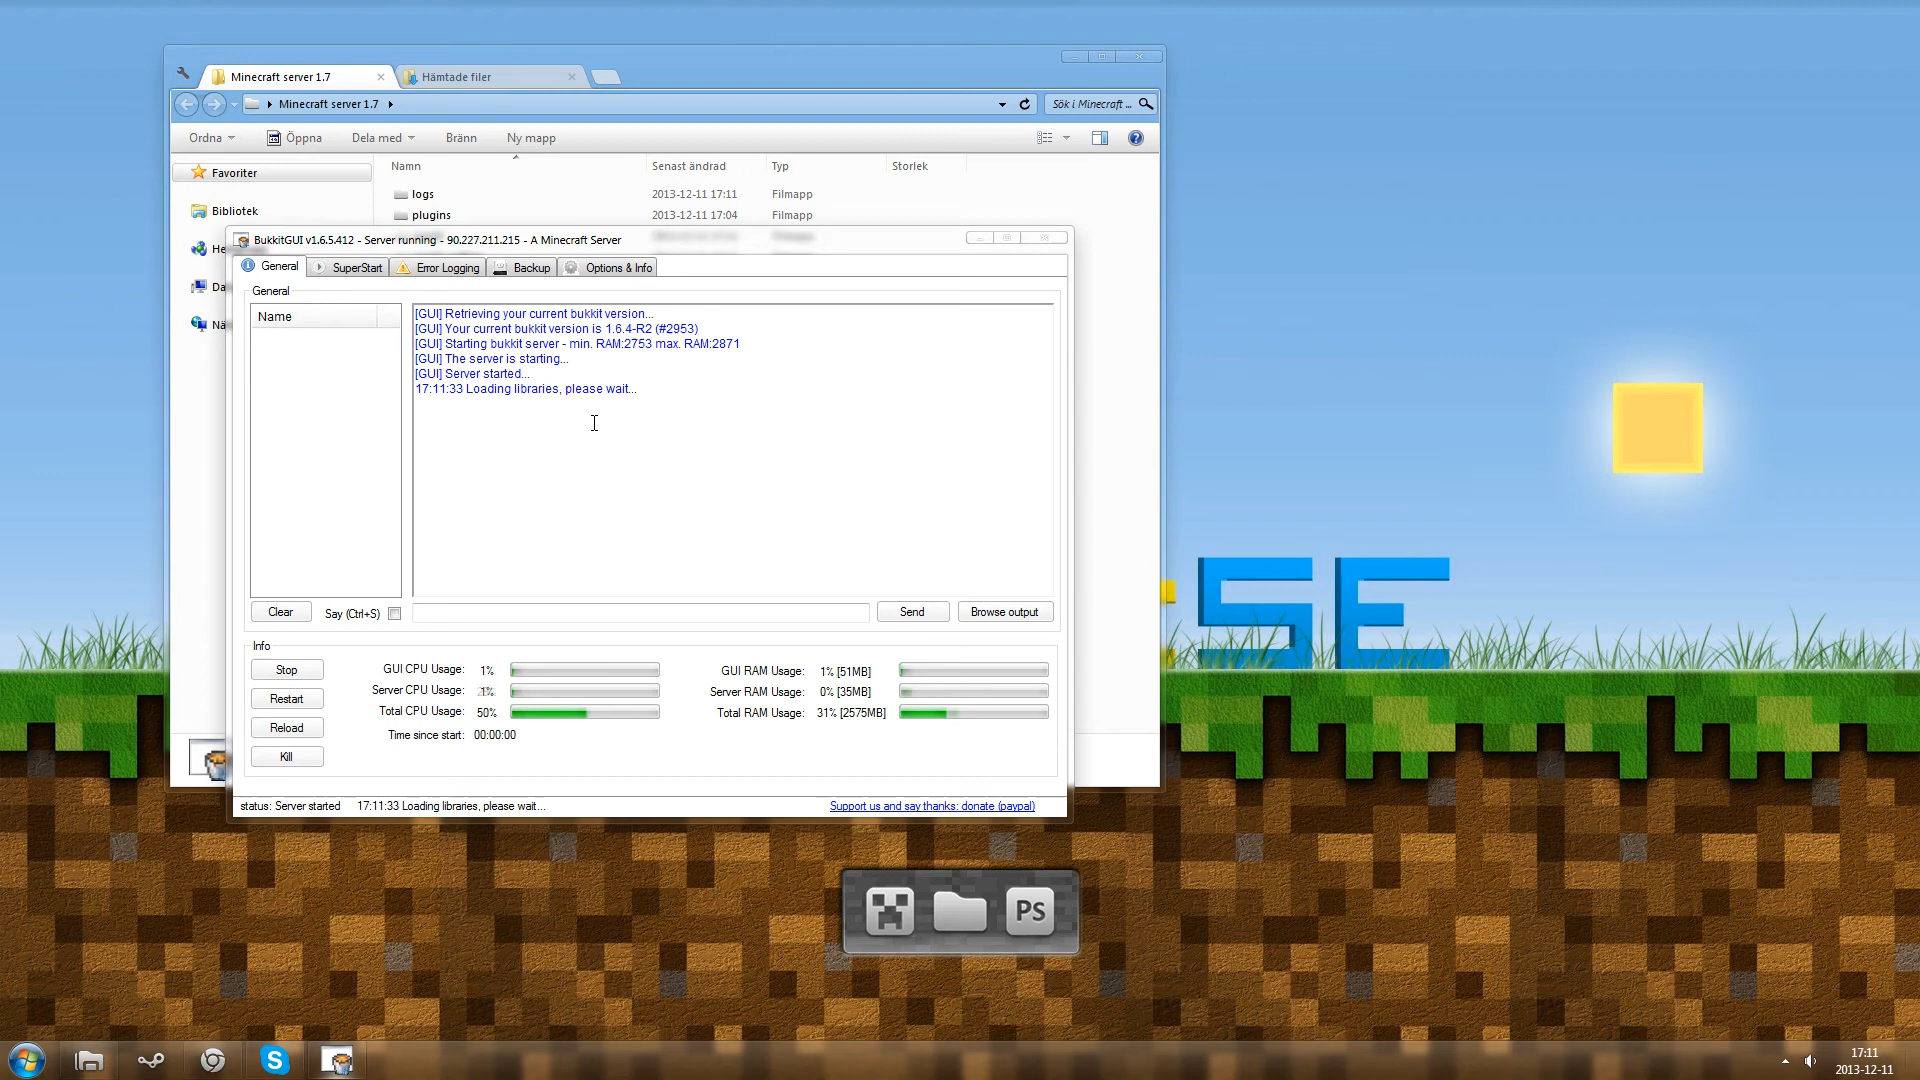 Minecraft server 1.7
Hämtade filer
Minecraft server 1.7
Sök i Minecraft ...
Ordna
Öppna
Dela med
Bränn
Ny mapp
Favoriter
Namn
Senast ändrad
Typ
Storlek
logs
2013-12-11 17:11
Filmapp
Bibliotek
plugins
2013-12-11 17:04
Filmapp
He
Da
Nä
BukkitGUI v1.6.5.412 - Server running - 90.227.211.215 - A Minecraft Server
General
SuperStart
Error Logging
Backup
Options & Info
General
Name
[GUI] Retrieving your current bukkit version...
[GUI] Your current bukkit version is 1.6.4-R2 (#2953)
[GUI] Starting bukkit server - min. RAM:2753 max. RAM:2871
[GUI] The server is starting...
[GUI] Server started...
17:11:33 Loading libraries, please wait...
Clear
Say (Ctrl+S)
Send
Browse output
Info
Stop
Restart
Reload
Kill
GUI CPU Usage: 1%
Server CPU Usage:
Total CPU Usage: 50%
Time since start: 00:00:00
GUI RAM Usage: 1% [51MB]
Server RAM Usage: 0% [35MB]
Total RAM Usage: 31% [2575MB]
status: Server started
17:11:33 Loading libraries, please wait...
Support us and say thanks: donate (paypal)
SE
PS
17:11
2013-12-11